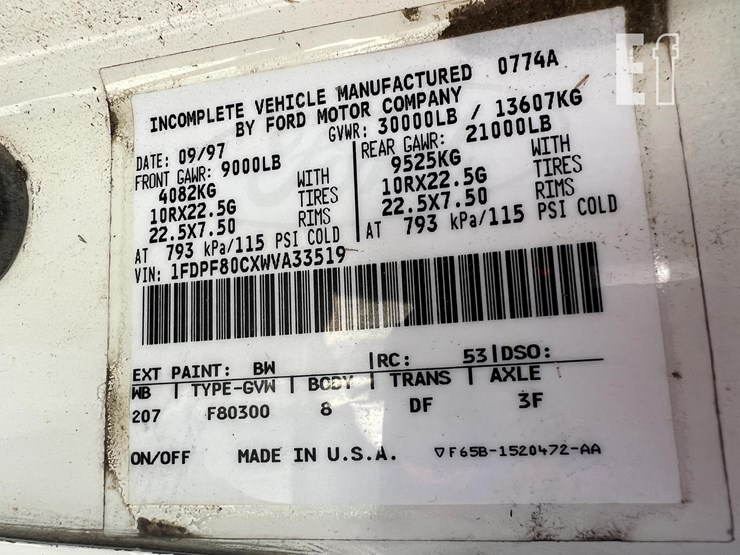 Ef
INCOMPLETE VEHICLE MANUFACTURED 0774A
BY FORD MOTOR COMPANY
GVWR: 30000LB / 13607KG
DATE: 09/97
FRONT GAWR: 9000LB
4082KG WITH
10RX22.5G TIRES
22.5X7.50 RIMS
AT 793 kPa/115 PSI COLD
REAR GAWR: 21000LB
9525KG WITH
10RX22.5G TIRES
22.5X7.50 RIMS
AT 793 kPa/115 PSI COLD
VIN: 1FDPF80CXWVA33519
EXT PAINT: BW |RC: 53|DSO:
WB | TYPE-GVW | BODY | TRANS | AXLE
207 F80300 8 DF 3F
ON/OFF MADE IN U.S.A. ▽F65B-1520472-AA